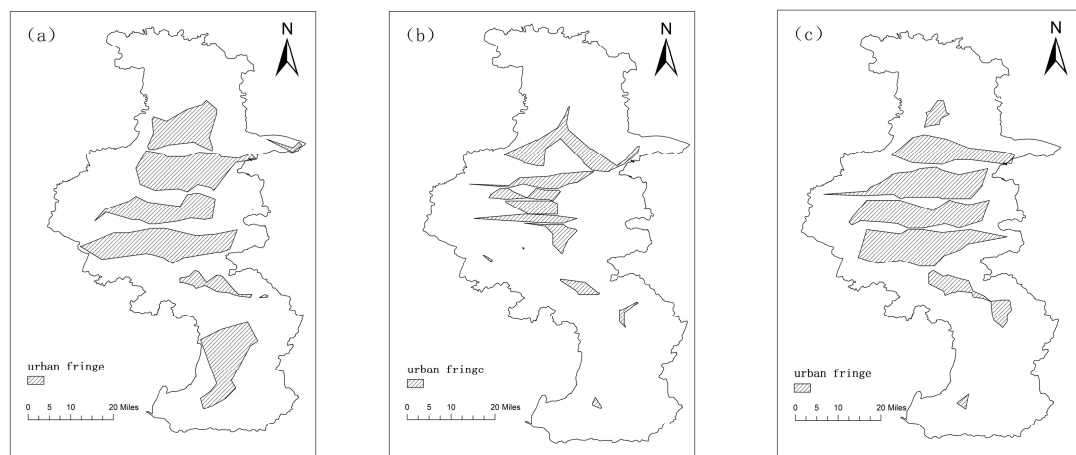 (a)
N
urban fringe
0 5 10 20 Miles
(b)
N
urban fringc
0 5 10 20 Miles
(c)
N
urban fringe
0 5 10 20 Miles